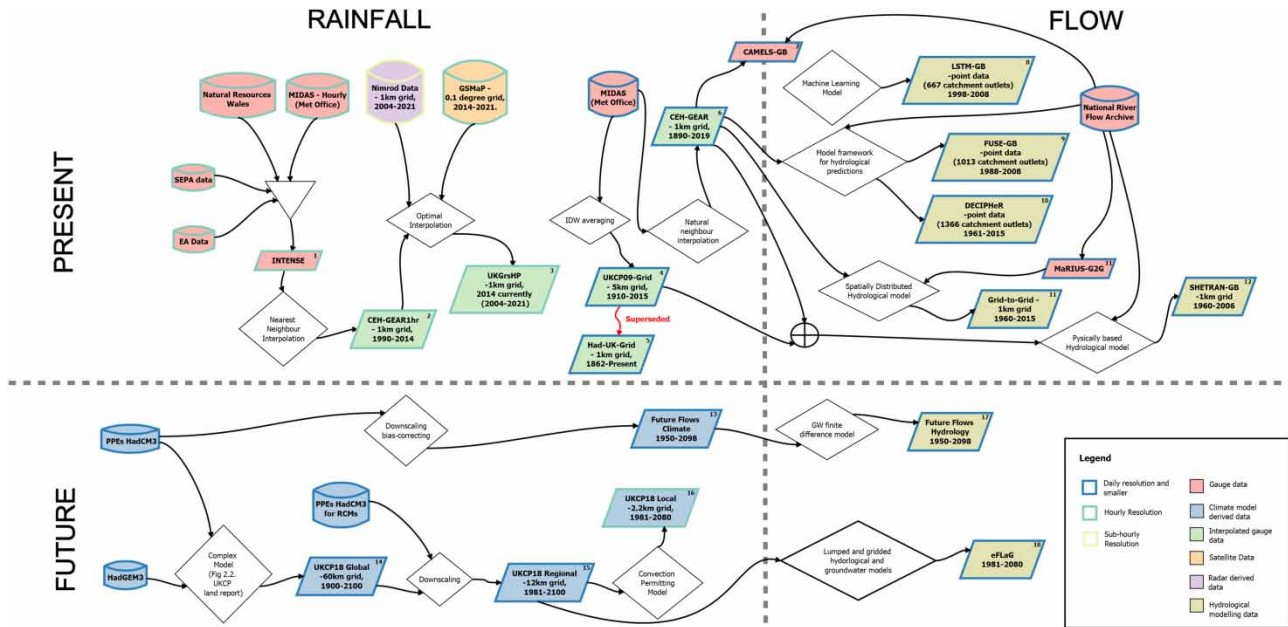 RAINFALL
FLOW
PRESENT
FUTURE
Natural Resources
Wales
MIDAS - Hourly
(Met Office)
Nimrod Data
- 1km grid,
2004-2021
GSMaP -
0.1 degree grid,
2014-2021.
SEPA data
EA Data
INTENSE
1
Nearest
Neighbour
Interpolation
CEH-GEAR1hr
- 1km grid,
1990-2014
2
Optimal
Interpolation
UKGrsHP
-1km grid,
2014 currently
(2004-2021)
3
MIDAS
(Met Office)
IDW averaging
UKCP09-Grid
- 5km grid,
1910-2015
4
Superseded
Had-UK-Grid
- 1km grid,
1862-Present
5
Natural
neighbour
interpolation
CEH-GEAR
- 1km grid,
1890-2019
6
CAMELS-GB
7
Machine Learning
Model
LSTM-GB
-point data
(667 catchment outlets)
1998-2008
8
National River
Flow Archive
Model framework
for hydrological
predictions
FUSE-GB
-point data
(1013 catchment outlets)
1988-2008
9
DECIPHeR
-point data
(1366 catchment outlets)
1961-2015
10
MaRIUS-G2G
11
Spatially Distributed
Hydrological model
Grid-to-Grid -
1km grid
1960-2015
11
Pysically based
Hydrological model
SHETRAN-GB
-1km grid
1960-2006
12
PPEs HadCM3
Downscaling
bias-correcting
Future Flows
Climate
1950-2098
13
GW finite
difference model
Future Flows
Hydrology
1950-2098
17
HadGEM3
Complex
Model
(Fig 2.2.
UKCP
land report)
UKCP18 Global
-60km grid,
1900-2100
14
PPEs HadCM3
for RCMs
Downscaling
UKCP18 Regional
-12km grid,
1981-2100
15
Convection
Permitting
Model
UKCP18 Local
-2.2km grid,
1981-2080
16
Lumped and gridded
hydorlogical and
groundwater models
eFLaG
1981-2080
18
Legend
Daily resolution and
smaller
Hourly Resolution
Sub-hourly
Resolution
Gauge data
Climate model
derived data
Interpolated gauge
data
Satellite Data
Radar derived
data
Hydrological
modelling data